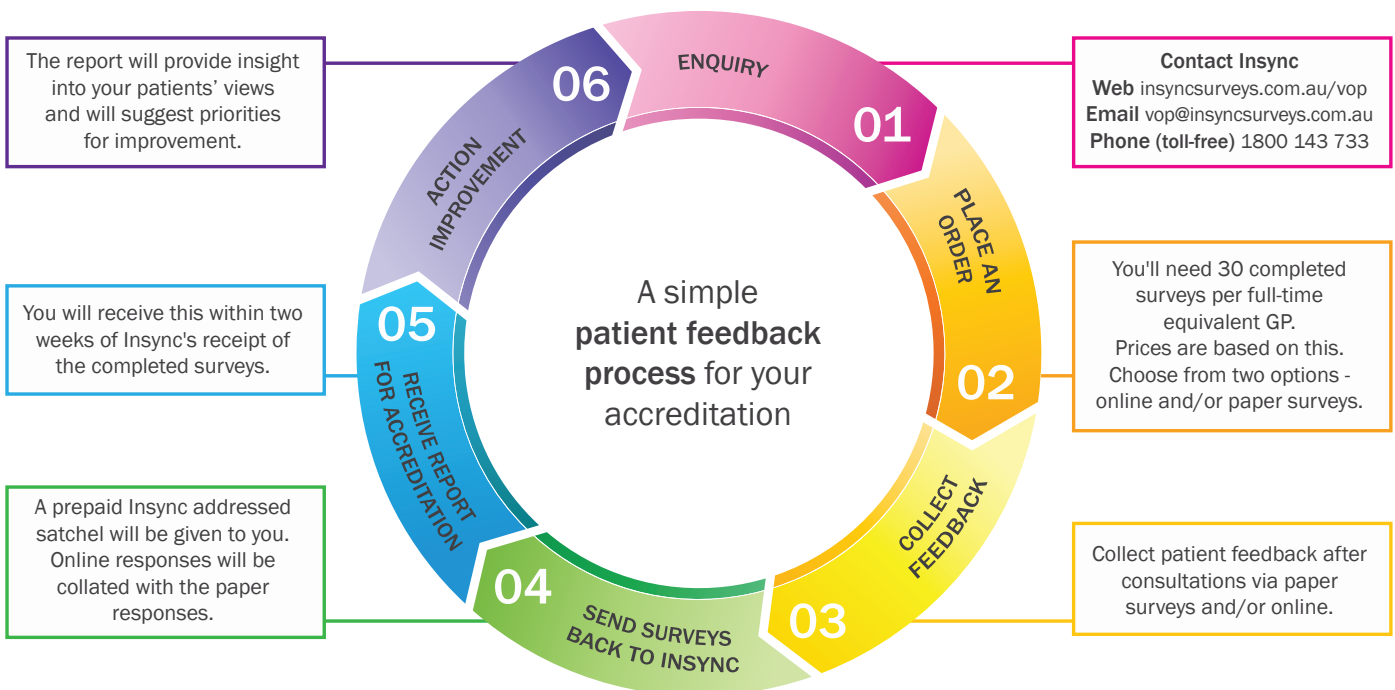 A simple
patient feedback
process for your
accreditation
ENQUIRY
01
Contact Insync
Web insyncsurveys.com.au/vop
Email vop@insyncsurveys.com.au
Phone (toll-free) 1800 143 733
PLACE AN
ORDER
02
You'll need 30 completed
surveys per full-time
equivalent GP.
Prices are based on this.
Choose from two options -
online and/or paper surveys.
COLLECT
FEEDBACK
03
Collect patient feedback after
consultations via paper
surveys and/or online.
SEND SURVEYS
BACK TO INSYNC
04
A prepaid Insync addressed
satchel will be given to you.
Online responses will be
collated with the paper
responses.
RECEIVE REPORT
FOR ACCREDITATION
05
You will receive this within two
weeks of Insync's receipt of
the completed surveys.
ACTION
IMPROVEMENT
06
The report will provide insight
into your patients’ views
and will suggest priorities
for improvement.